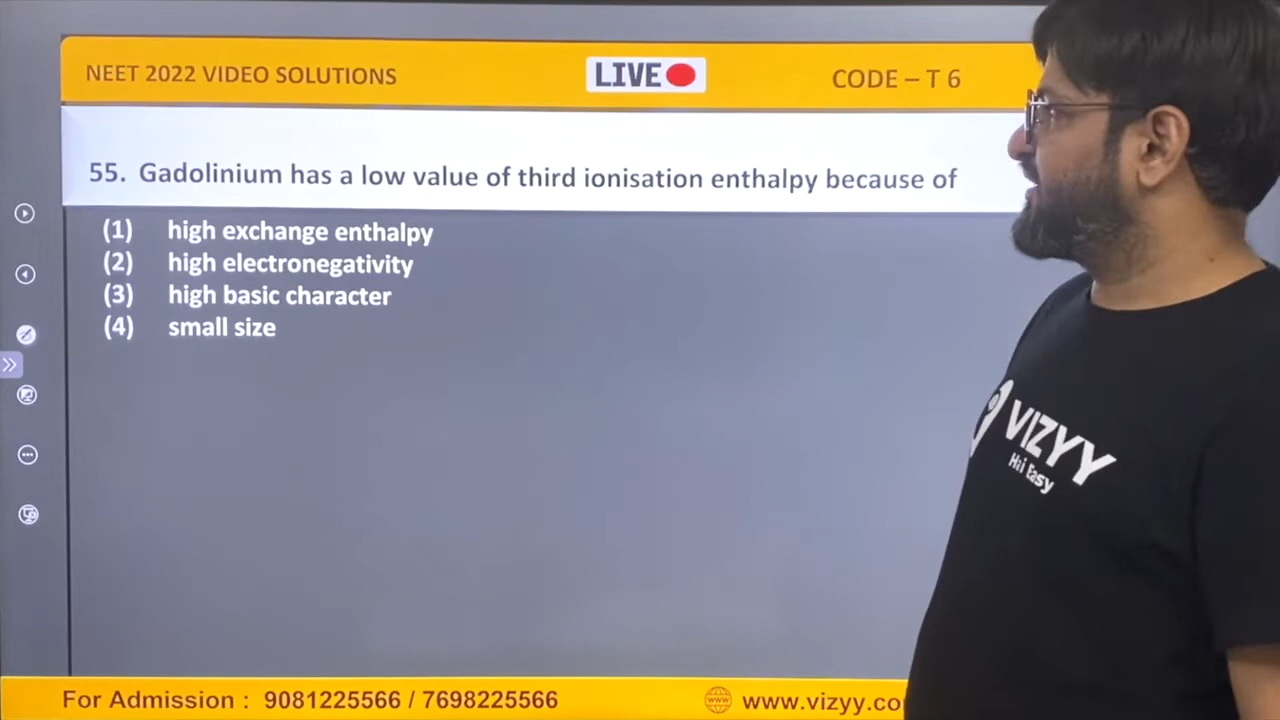 NEET 2022 VIDEO SOLUTIONS
LIVE
CODE – T 6
55. Gadolinium has a low value of third ionisation enthalpy because of
(1) high exchange enthalpy
(2) high electronegativity
(3) high basic character
(4) small size
VIZYY
Hai Easy
For Admission : 9081225566 / 7698225566
www www.vizyy.co